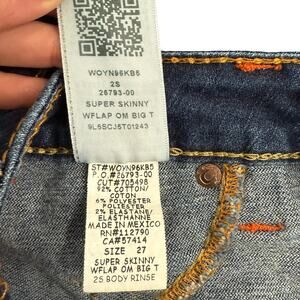 WOYN96KB5
2S
26793-00
SUPER SKINNY
WFLAP OM BIG T
9L6SCJ5T01243
ST#WOYN96KB5
P.O.#26793-00
CUT#705498
92% COTTON/
COTON
6% POLYESTER/
POLYESTER
2% ELASTANE/
ELASTHANNE
MADE IN MEXICO
RN#112790
CA#57414
SIZE 27
SUPER SKINNY
WFLAP OM BIG T
2S BODY RINSE